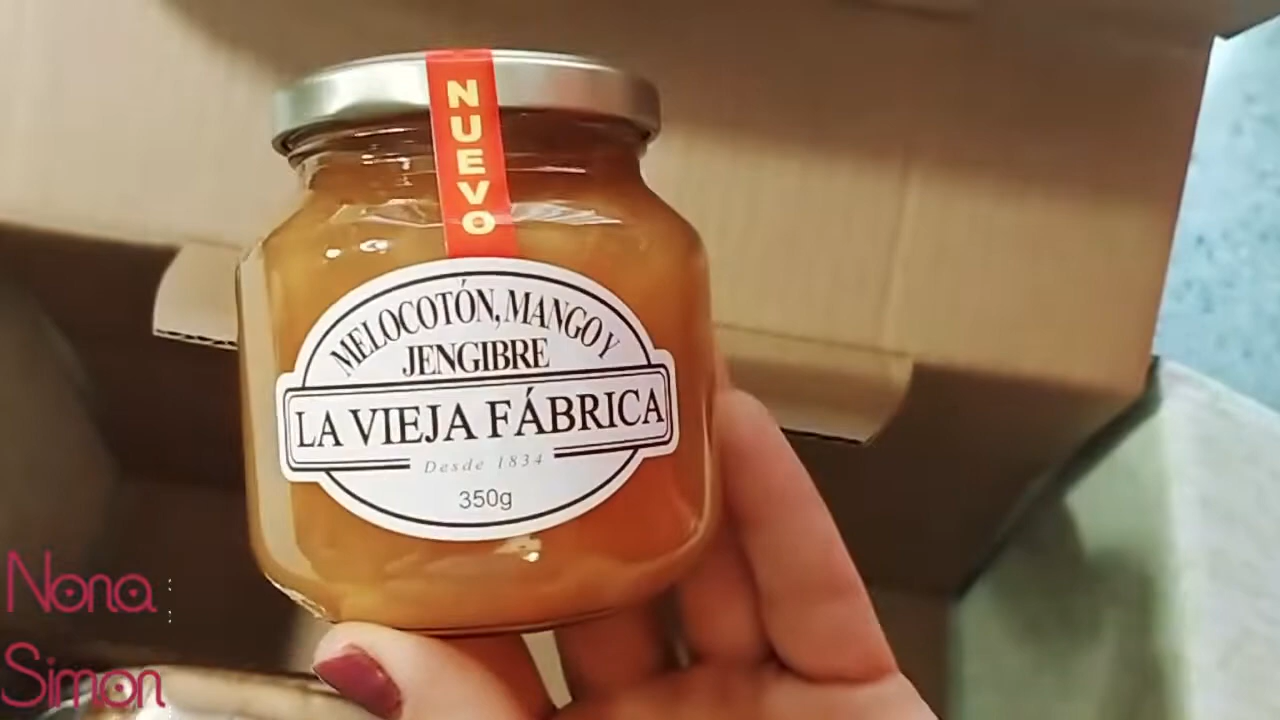 NUEVO
MELOCOTÓN, MANGO Y
JENGIBRE
LA VIEJA FÁBRICA
Desde 1834
350g
Nona
Simon